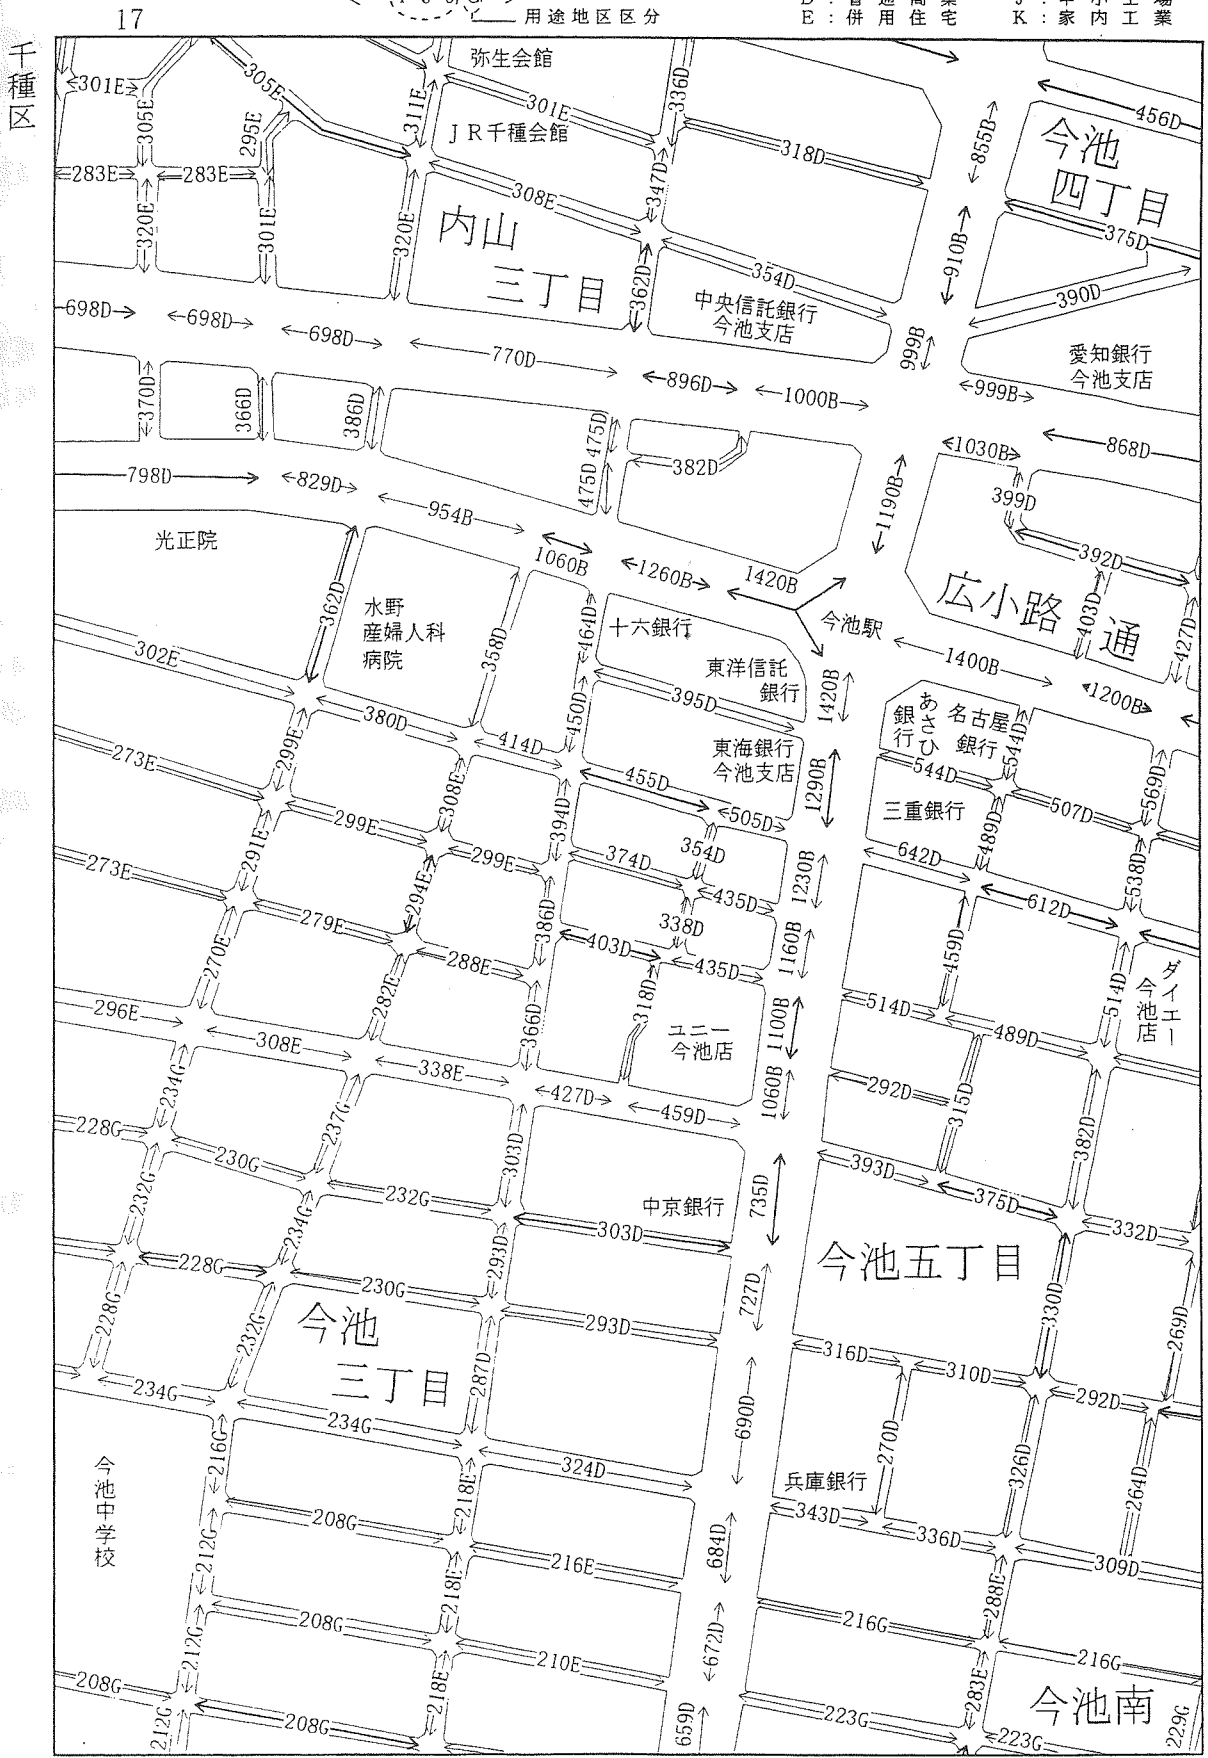 17
用途地区区分
E：併用住宅
K：家内工業
千種区
弥生会館
301E
305E
311E
336D
301E
456D
305E
295E
JR千種会館
318D
855D
今池
四丁目
283E
283E
347D
308E
320E
301E
320E
内山
三丁目
375D
910B
362D
354D
390D
中央信託銀行
今池支店
698D
698D
698D
770D
999B
愛知銀行
今池支店
896D
1000B
999B
370D
366D
386D
475D
382D
1030B
868D
798D
829D
954B
475D
1190B
399D
光正院
1060B
1260B
1420B
392D
362D
水野
産婦人科
病院
358D
464D
十六銀行
今池駅
広小路通
403D
427D
302E
東洋信託
銀行
1400B
450D
395D
1420B
1200B
380D
414D
あさひ
銀行
名古屋
銀行
544D
299E
273E
東海銀行
今池支店
455D
1290B
544D
569D
308E
394D
505D
三重銀行
507D
299E
489D
291E
299E
374D
354D
642D
538D
273E
294E
435D
1230B
612D
279E
386D
338D
459D
270E
288E
403D
435D
1160B
ダイエー
今池店
282E
318D
514D
514D
296E
366D
ユニー
今池店
1100B
489D
308E
338E
427D
459D
1060B
292D
315D
234G
237G
382D
228G
230G
303D
393D
232G
232G
735D
375D
332D
234G
中京銀行
303D
228G
293D
今池五丁目
230G
727D
330D
228G
232G
今池
三丁目
293D
269D
287D
316D
310D
234G
234G
690D
292D
216G
324D
270D
326D
264D
今池中学校
218E
兵庫銀行
343D
208G
336D
212G
216E
684D
309D
218E
288E
208G
216G
212G
210E
672D
216G
208G
218E
283E
今池南
212G
208G
659D
223G
223G
229G